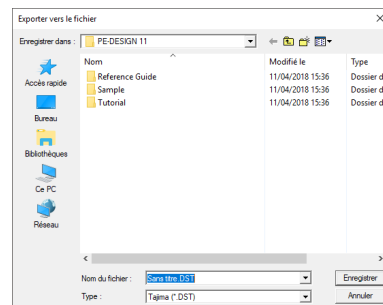 Exporter vers le fichier
Enregistrer dans : PE-DESIGN 11
Nom Modifié le Type
Reference Guide 11/04/2018 15:36 Dossier d
Sample 11/04/2018 15:36 Dossier d
Tutorial 11/04/2018 15:36 Dossier d
Accès rapide
Bureau
Bibliothèques
Ce PC
Réseau
Nom du fichier : Sans titre.DST Enregistrer
Type : Tajima (*.DST) Annuler